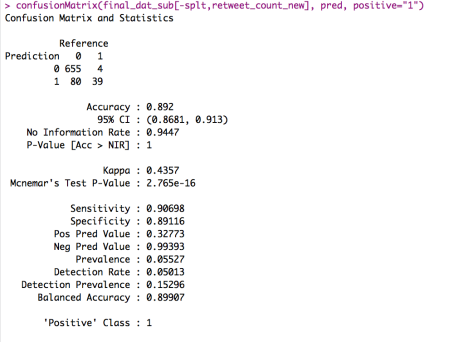 > confusionMatrix(final_dat_sub[-splt,retweet_count_new], pred, positive="1")
Confusion Matrix and Statistics
Reference
Prediction 0 1
0 655 4
1 80 39
Accuracy : 0.892
95% CI : (0.8681, 0.913)
No Information Rate : 0.9447
P-Value [Acc > NIR] : 1
Kappa : 0.4357
Mcnemar's Test P-Value : 2.765e-16
Sensitivity : 0.90698
Specificity : 0.89116
Pos Pred Value : 0.32773
Neg Pred Value : 0.99393
Prevalence : 0.05527
Detection Rate : 0.05013
Detection Prevalence : 0.15296
Balanced Accuracy : 0.89907
'Positive' Class : 1